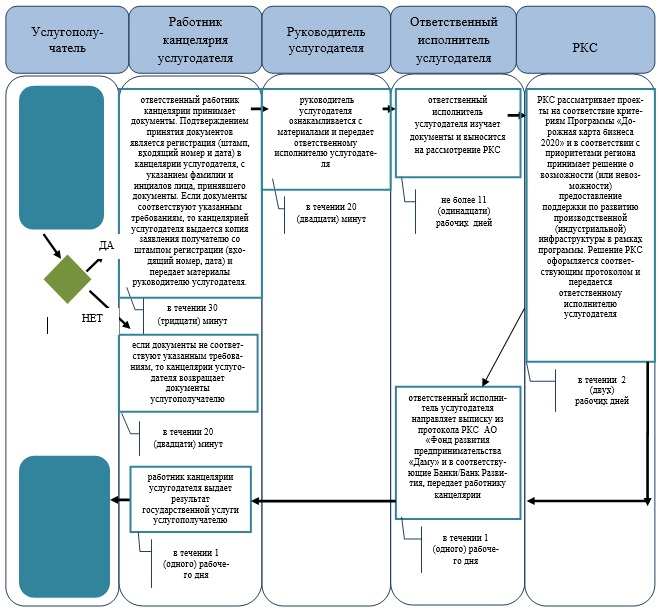 Услугополу-
чатель
Работник
канцелярия
услугодателя
Руководитель
услугодателя
Ответственный
исполнитель
услугодателя
РКС
ответственный работник
канцелярии принимает
документы. Подтверждением
принятия документов
является регистрация (штамп,
входящий номер и дата) в
канцелярии услугодателя, с
указанием фамилии и
инциалов лица, принявшего
документы. Если документы
соответствуют указанным
требованиям, то канцелярией
услугодателя выдается копия
заявления получателю со
штампом регистрации (вхо-
дящий номер, дата) и
передает материалы
руководителю услугодателя.
руководитель
услугодателя
ознакамливается с
материалами и передает
ответственному
исполнителю услугодате-
ля
ответственный
исполнитель
услугодателя изучает
документы и выносится
на рассмотрение РКС
РКС рассматривает проек-
ты на соответствие крите-
риям Программы «До-
рожная карта бизнеса
2020» и в соответствии с
приоритетами региона
принимает решение о
возможности (или невоз-
можности)
предоставление
поддержки по развитию
производственной
(индустриальной)
инфраструктуры в рамках
программы. Решение РКС
оформляется соответ-
ствующим протоколом и
передается
ответственному
исполнителю
услугодателя
в течении 20
(двадцати) минут
не более 11
(одинадцати)
рабочих дней
ДА
НЕТ
в течении 30
(тридцати) минут
если документы не соответ-
ствуют указанным требова-
ниям, то канцелярии услуго-
дателя возвращает
документы
услугополучателю
в течении 2
(двух)
рабочих дней
в течении 20
(двадцати) минут
ответственный исполни-
тель услугодателя
направляет выписку из
протокола РКС АО
«Фонд развития
предпринимательства
«Даму» и в соответству-
ющие Банки/Банк Разви-
тия, передает работнику
канцелярии
работник канцелярии
услугодателя выдает
результат
государственной услуги
услугополучателю
в течении 1
(одного) рабоче-
го дня
в течении 1
(одного) рабоче-
го дня